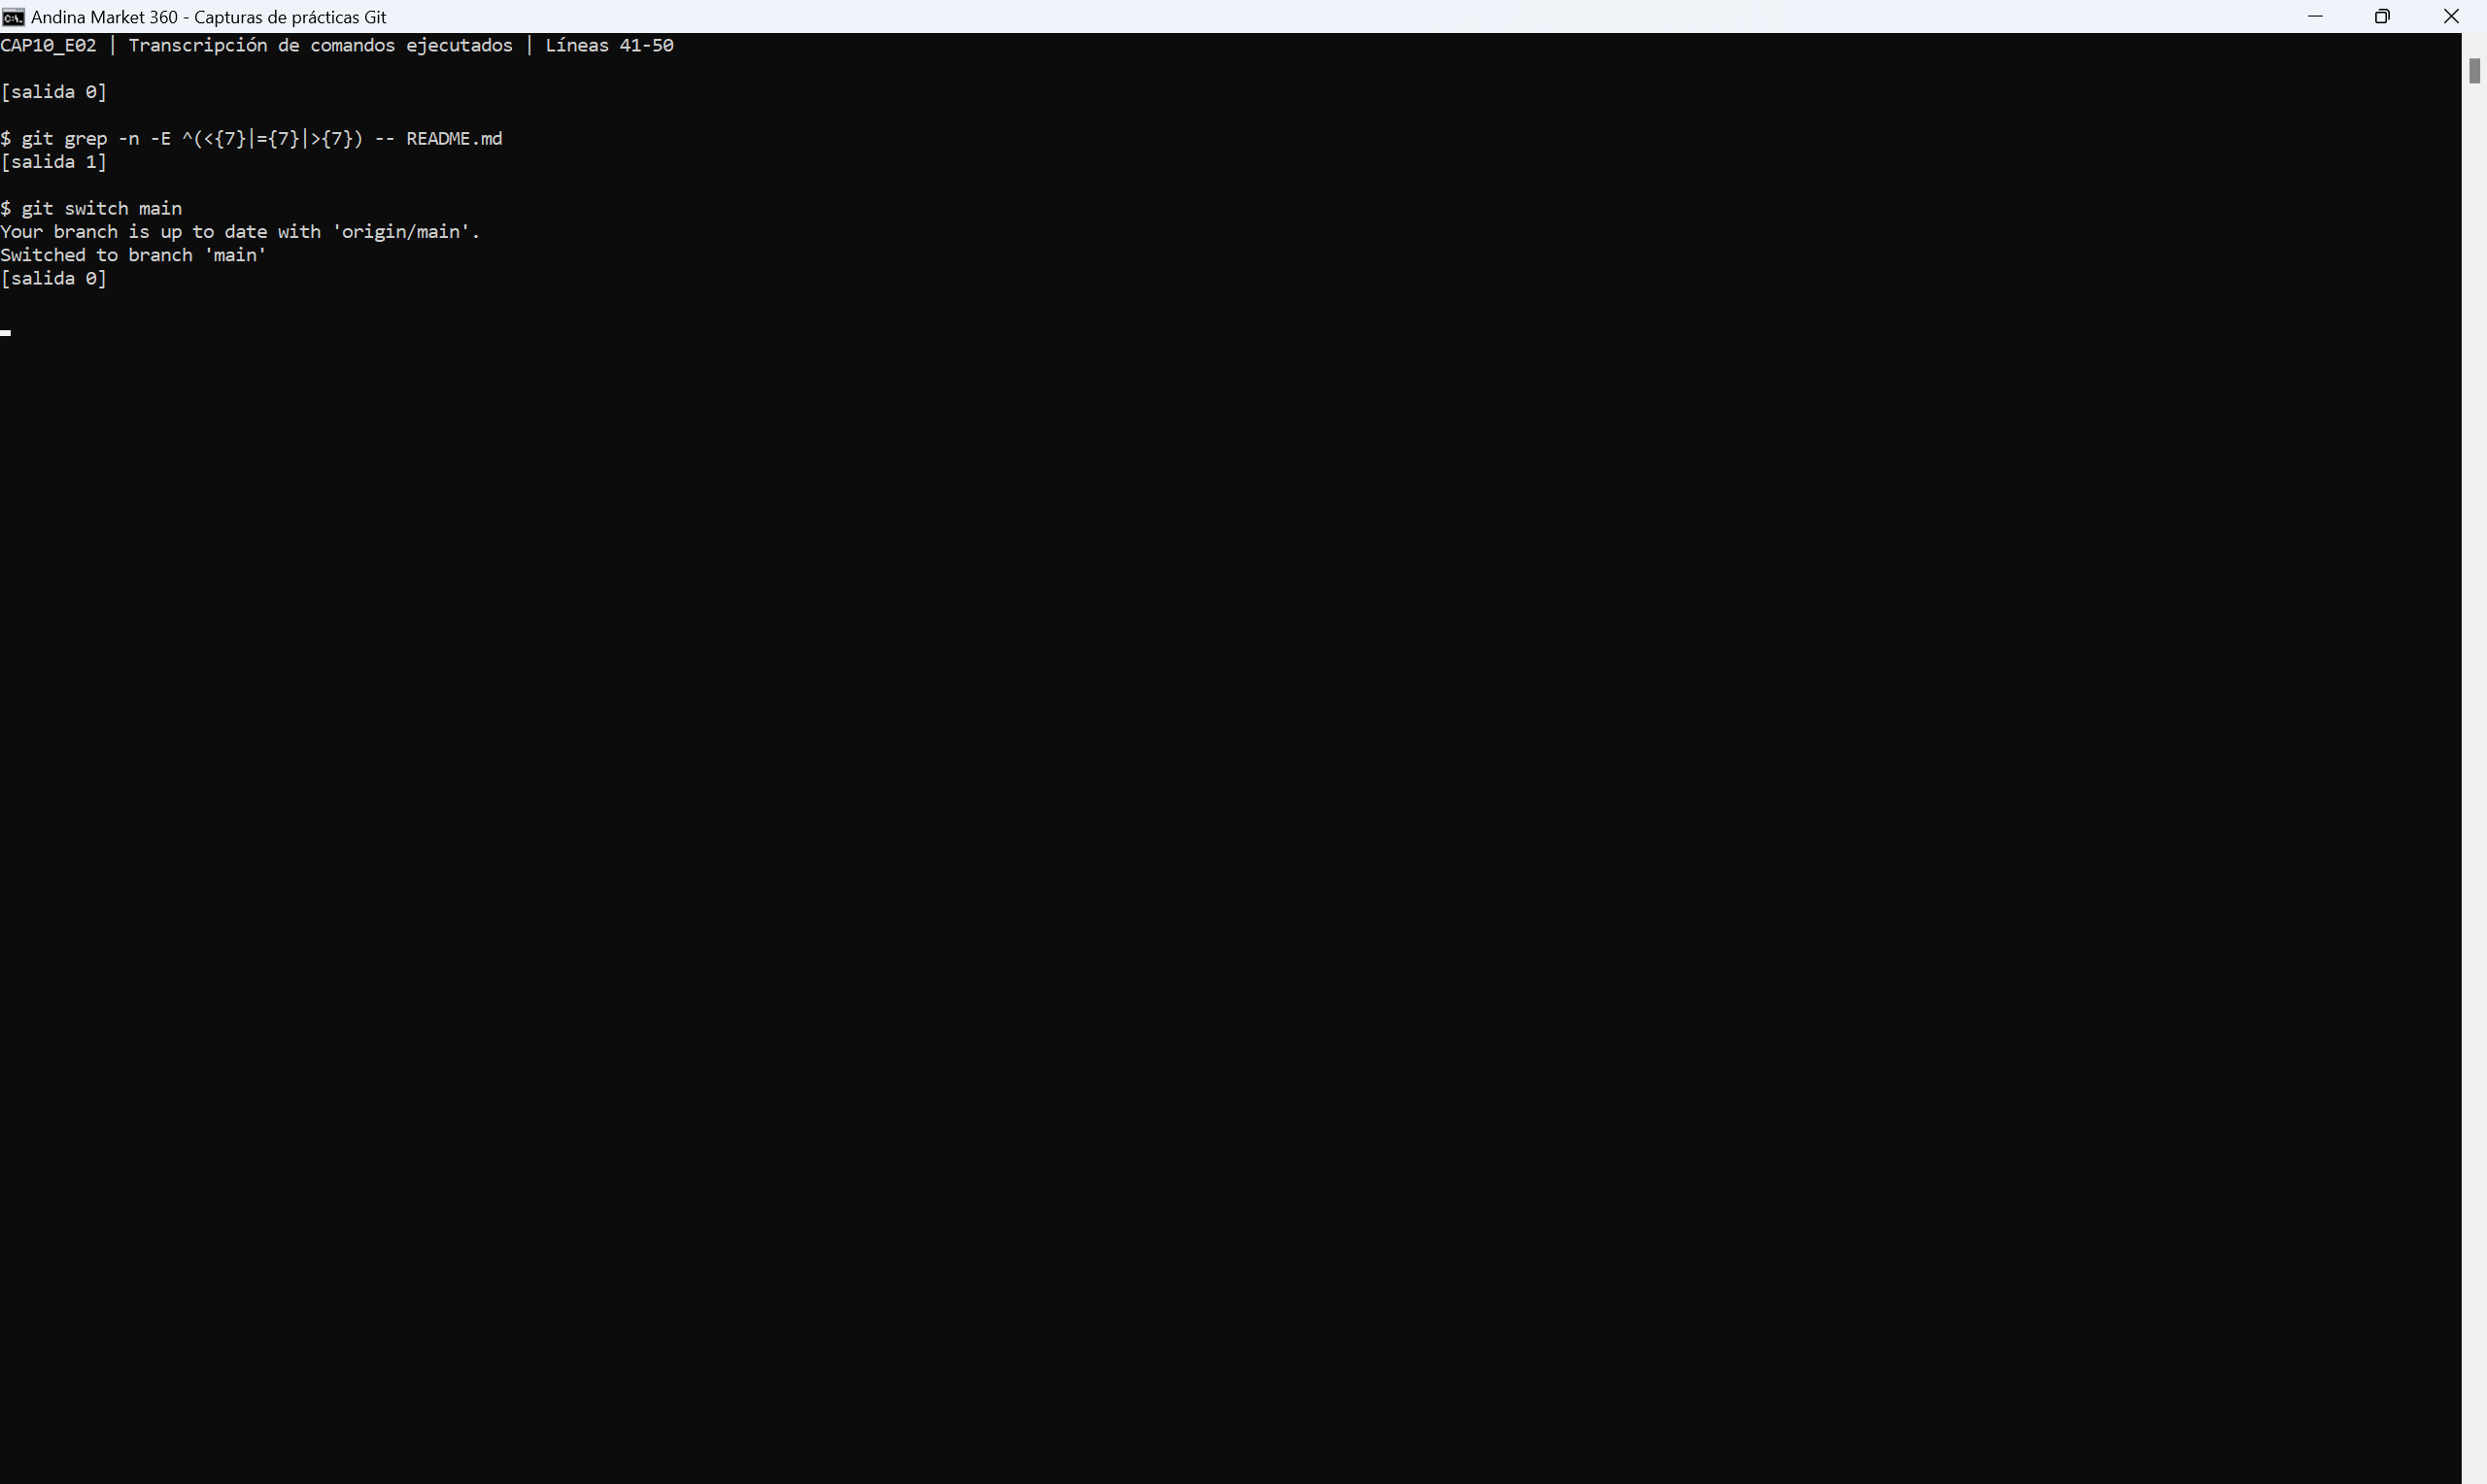 Andina Market 360 - Capturas de prácticas Git
CAP10_E02 | Transcripción de comandos ejecutados | Líneas 41-50
[salida 0]
$ git grep -n -E ^(<{7}|={7}|>{7}) -- README.md
[salida 1]
$ git switch main
Your branch is up to date with 'origin/main'.
Switched to branch 'main'
[salida 0]